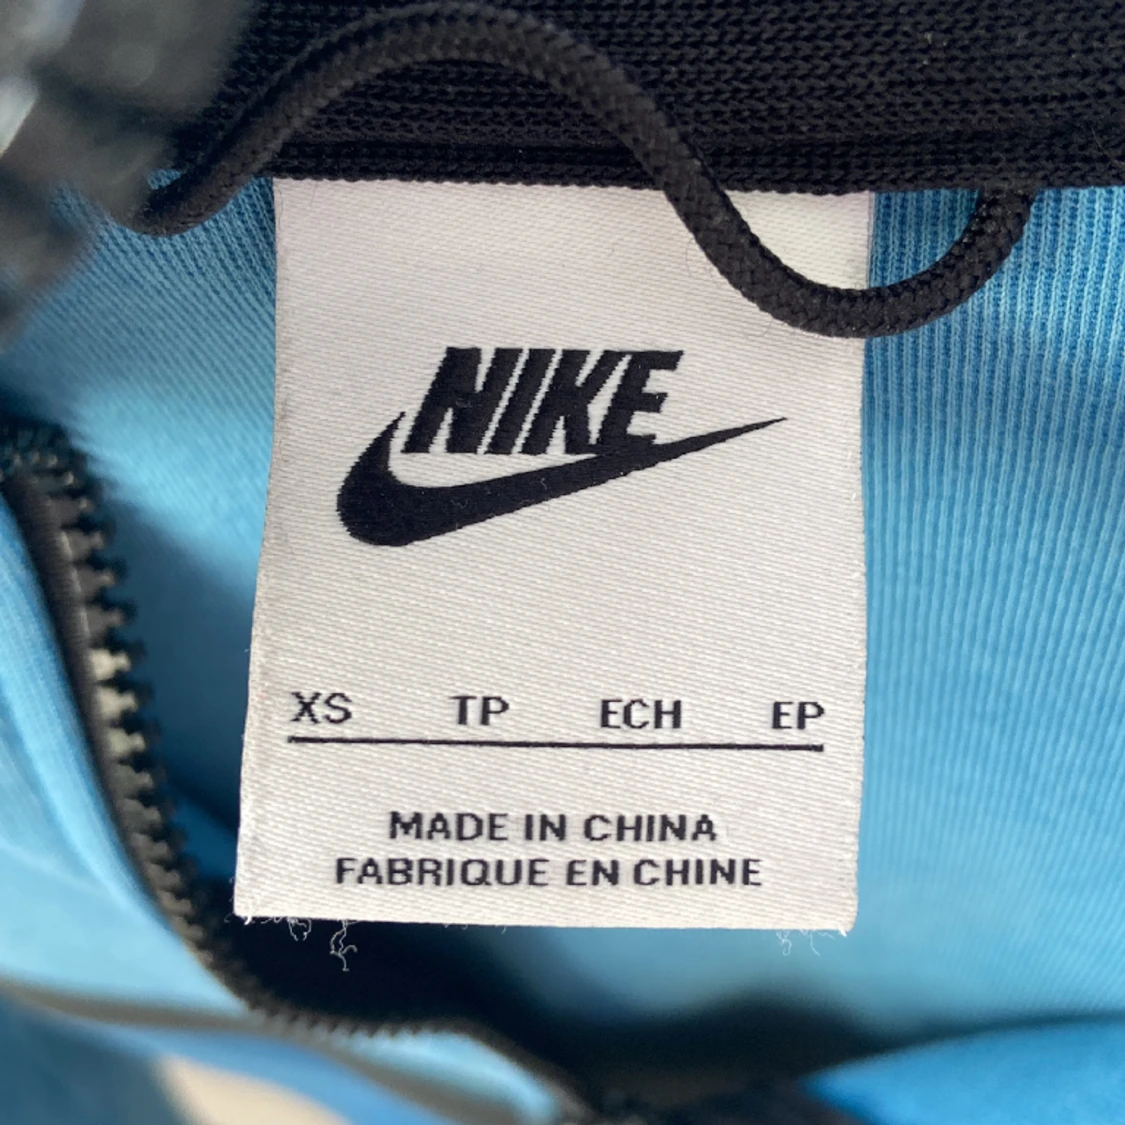 NIKE
XS TP ECH EP
MADE IN CHINA
FABRIQUE EN CHINE